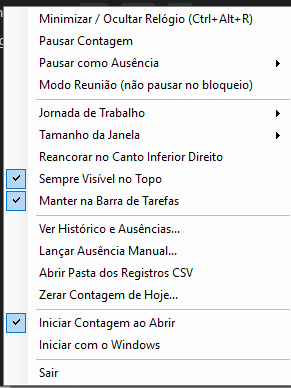 Minimizar / Ocultar Relógio (Ctrl+Alt+R)
Pausar Contagem
Pausar como Ausência
Modo Reunião (não pausar no bloqueio)
Jornada de Trabalho
Tamanho da Janela
Reancorar no Canto Inferior Direito
Sempre Visível no Topo
Manter na Barra de Tarefas
Ver Histórico e Ausências...
Lançar Ausência Manual...
Abrir Pasta dos Registros CSV
Zerar Contagem de Hoje...
Iniciar Contagem ao Abrir
Iniciar com o Windows
Sair